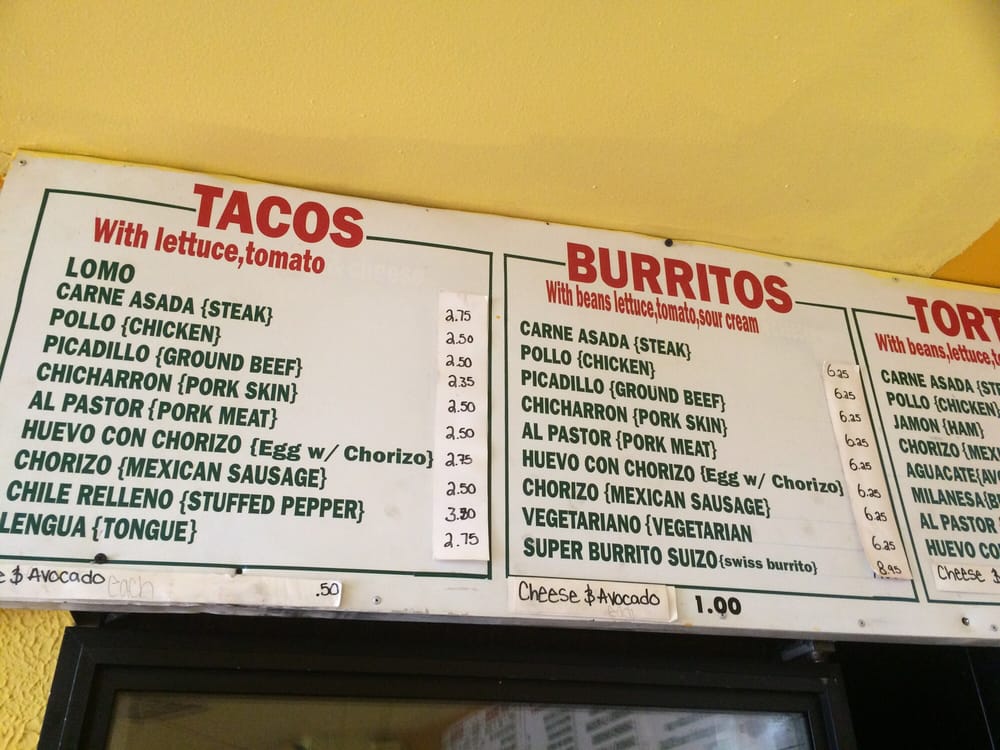 TACOS
With lettuce,tomato
LOMO 2.75
CARNE ASADA {STEAK} 2.50
POLLO {CHICKEN} 2.50
PICADILLO {GROUND BEEF} 2.35
CHICHARRON {PORK SKIN} 2.50
AL PASTOR {PORK MEAT} 2.50
HUEVO CON CHORIZO {Egg w/ Chorizo} 2.75
CHORIZO {MEXICAN SAUSAGE} 2.50
CHILE RELLENO {STUFFED PEPPER}
LENGUA {TONGUE} 2.75
e $ Avocado each .50
BURRITOS
With beans lettuce,tomato,sour cream
CARNE ASADA {STEAK} 6.25
POLLO {CHICKEN} 6.25
PICADILLO {GROUND BEEF} 6.25
CHICHARRON {PORK SKIN} 6.25
AL PASTOR {PORK MEAT} 6.25
HUEVO CON CHORIZO {Egg w/ Chorizo} 6.25
CHORIZO {MEXICAN SAUSAGE} 6.25
VEGETARIANO {VEGETARIAN 6.25
SUPER BURRITO SUIZO {swiss burrito} 8.95
Cheese $ Avocado 1.00
TORT
With beans,lettuce,t
CARNE ASADA {STE
POLLO {CHICKEN}
JAMON {HAM}
CHORIZO {MEXI
AGUACATE{AVO
MILANESA{B
AL PASTOR
HUEVO CO
Cheese $